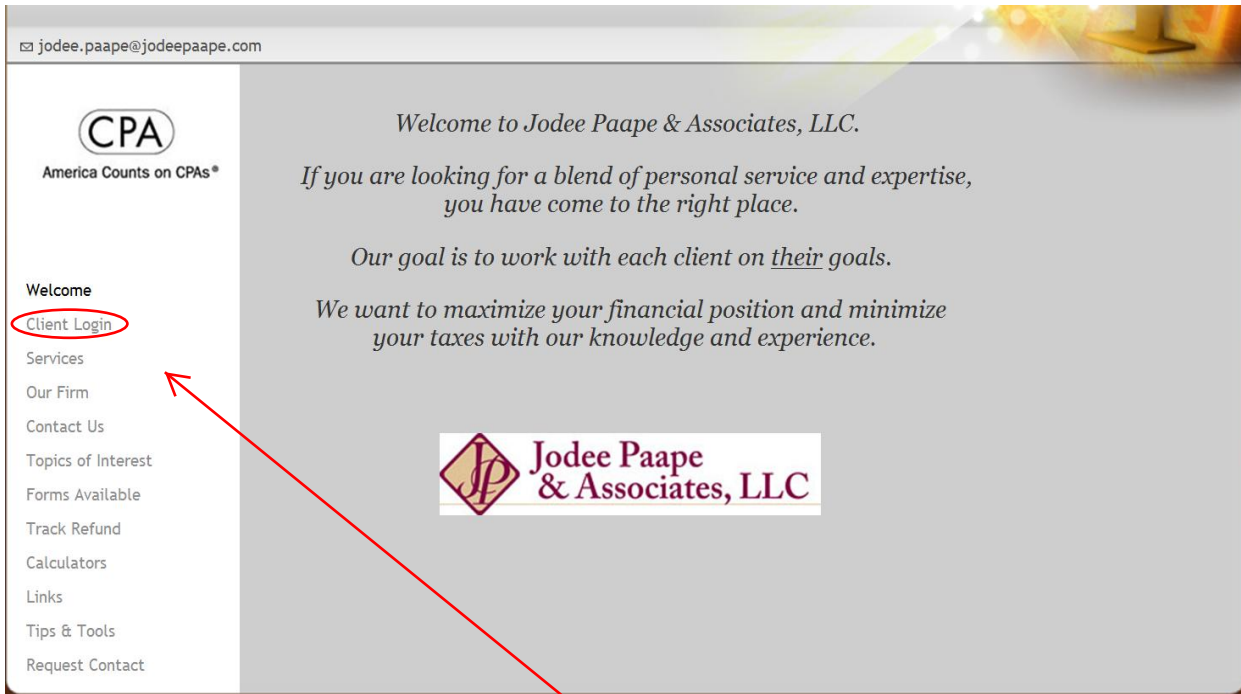 jodee.paape@jodeepaape.com
CPA
America Counts on CPAs®
Welcome
Client Login
Services
Our Firm
Contact Us
Topics of Interest
Forms Available
Track Refund
Calculators
Links
Tips & Tools
Request Contact
Welcome to Jodee Paape & Associates, LLC.
If you are looking for a blend of personal service and expertise,
you have come to the right place.
Our goal is to work with each client on their goals.
We want to maximize your financial position and minimize
your taxes with our knowledge and experience.
JP
Jodee Paape
& Associates, LLC